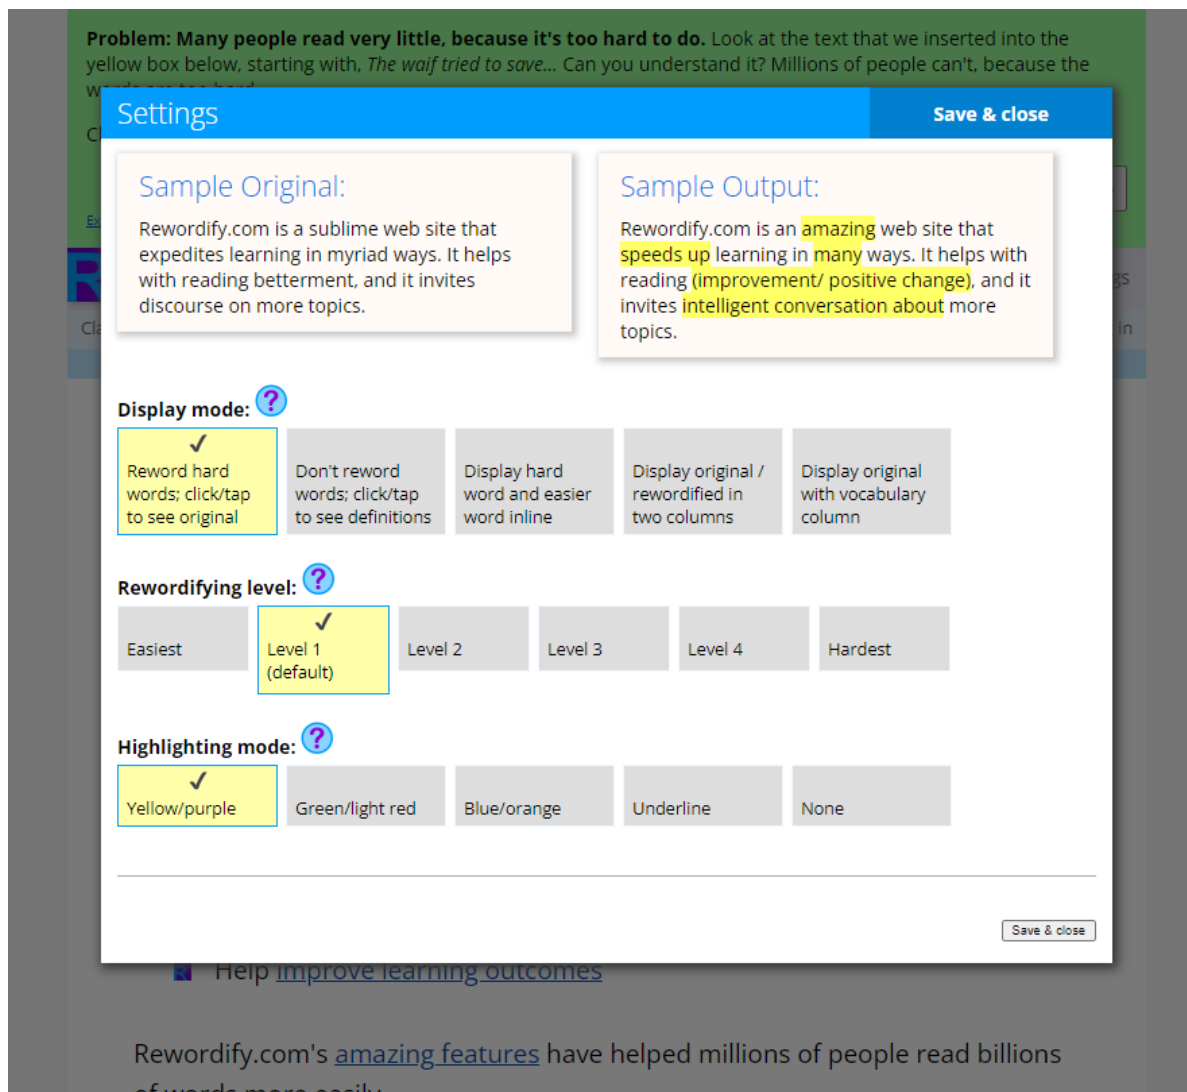 Problem: Many people read very little, because it's too hard to do. Look at the text that we inserted into the
yellow box below, starting with, The waif tried to save... Can you understand it? Millions of people can't, because the
Settings
Save & close
Sample Original:
Rewordify.com is a sublime web site that
expedites learning in myriad ways. It helps
with reading betterment, and it invites
discourse on more topics.
Sample Output:
Rewordify.com is an amazing web site that
speeds up learning in many ways. It helps with
reading (improvement/ positive change), and it
invites intelligent conversation about more
topics.
in
Display mode: ?
Reword hard
words; click/tap
to see original
Don't reword
words; click/tap
to see definitions
Display hard
word and easier
word inline
Display original /
rewordified in
two columns
Display original
with vocabulary
column
Rewordifying level: ?
Easiest
Level 1
(default)
Level 2
Level 3
Level 4
Hardest
Highlighting mode: ?
Yellow/purple
Green/light red
Blue/orange
Underline
None
Save & close
Help improve learning outcomes
Rewordify.com's amazing features have helped millions of people read billions
of words more easily